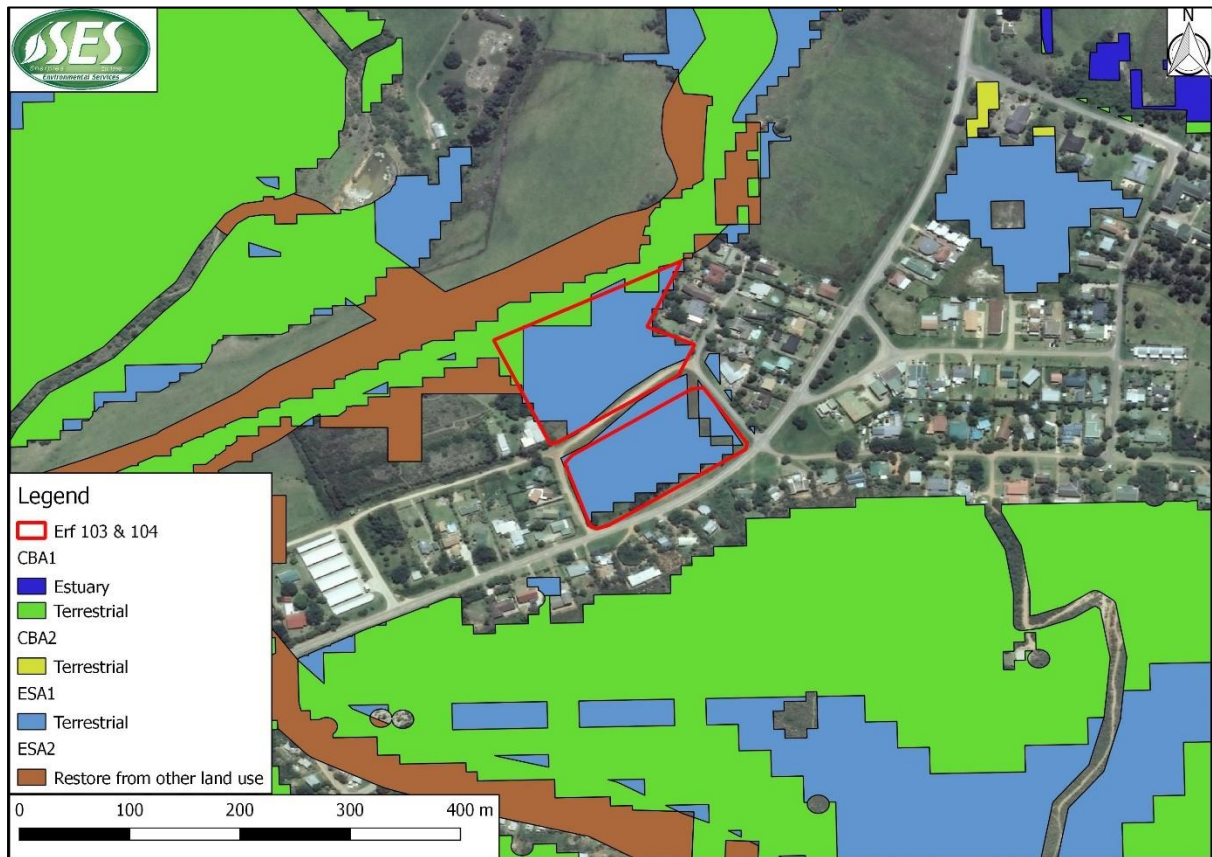 SES
Environmental Services
N
Legend
Erf 103 & 104
CBA1
Estuary
Terrestrial
CBA2
Terrestrial
ESA1
Terrestrial
ESA2
Restore from other land use
0 100 200 300 400 m